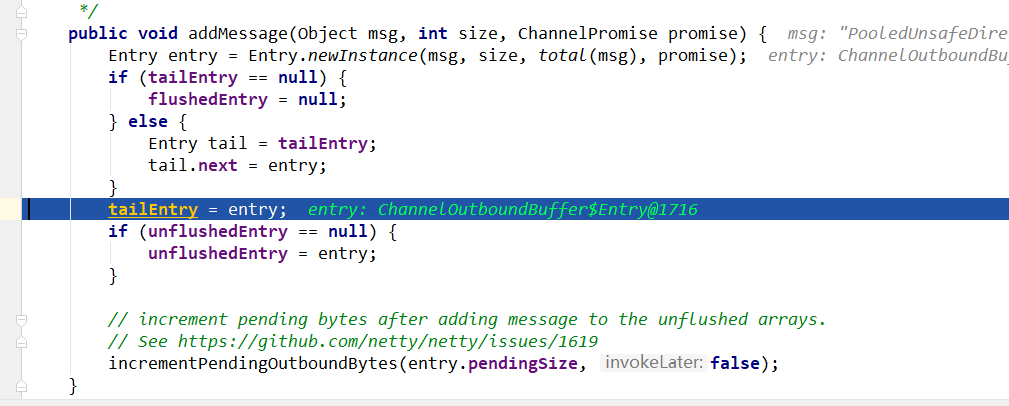 */
public void addMessage(Object msg, int size, ChannelPromise promise) {  msg: "PooledUnsafeDire
Entry entry = Entry.newInstance(msg, size, total(msg), promise);  entry: ChannelOutboundBu
if (tailEntry == null) {
flushedEntry = null;
} else {
Entry tail = tailEntry;
tail.next = entry;
}
tailEntry = entry;  entry: ChannelOutboundBuffer$Entry@1716
if (unflushedEntry == null) {
unflushedEntry = entry;
}
// increment pending bytes after adding message to the unflushed arrays.
// See https://github.com/netty/netty/issues/1619
incrementPendingOutboundBytes(entry.pendingSize, invokeLater: false);
}